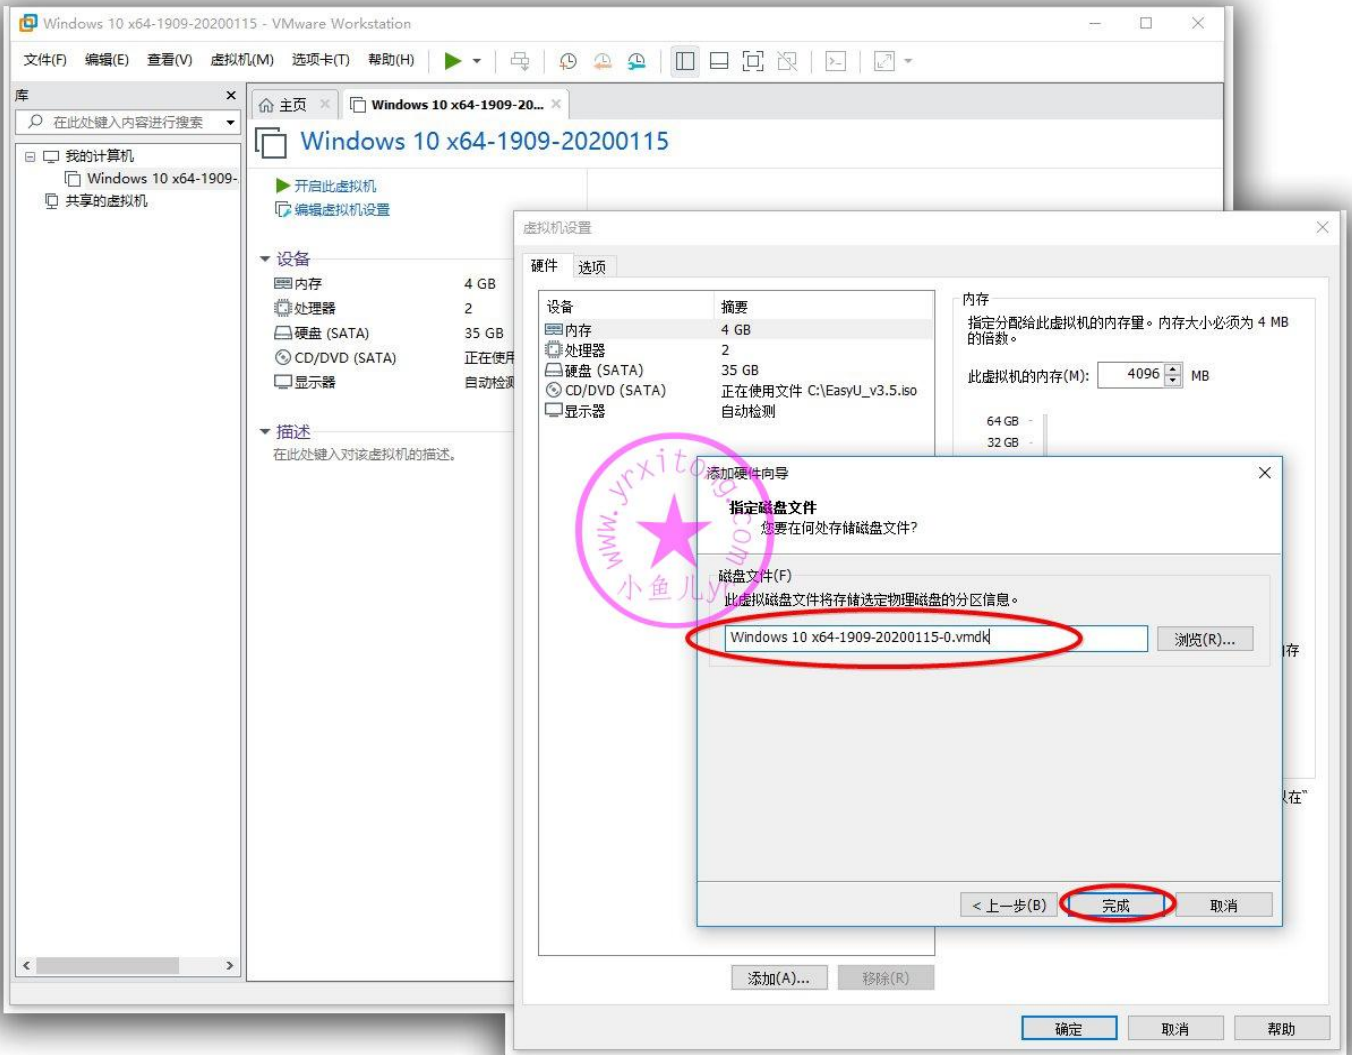 Windows 10 x64-1909-20200115 - VMware Workstation
文件(F) 编辑(E) 查看(V) 虚拟机(M) 选项卡(T) 帮助(H)
库
在此处键入内容进行搜索
我的计算机
Windows 10 x64-1909-
共享的虚拟机
主页
Windows 10 x64-1909-20...
Windows 10 x64-1909-20200115
开启此虚拟机
编辑虚拟机设置
设备
内存 4 GB
处理器 2
硬盘 (SATA) 35 GB
CD/DVD (SATA) 正在使用
显示器 自动检测
描述
在此处键入对该虚拟机的描述。
虚拟机设置
硬件 选项
设备 摘要
内存 4 GB
处理器 2
硬盘 (SATA) 35 GB
CD/DVD (SATA) 正在使用文件 C:\EasyU_v3.5.iso
显示器 自动检测
内存
指定分配给此虚拟机的内存量。内存大小必须为 4 MB
的倍数。
此虚拟机的内存(M): 4096 MB
64 GB
32 GB
添加硬件向导
指定磁盘文件
您要在何处存储磁盘文件?
磁盘文件(F)
此虚拟磁盘文件将存储选定物理磁盘的分区信息。
Windows 10 x64-1909-20200115-0.vmdk
浏览(R)...
存
在"
< 上一步(B) 完成 取消
添加(A)... 移除(R)
确定 取消 帮助
www.yrxitong.com
小鱼儿yr